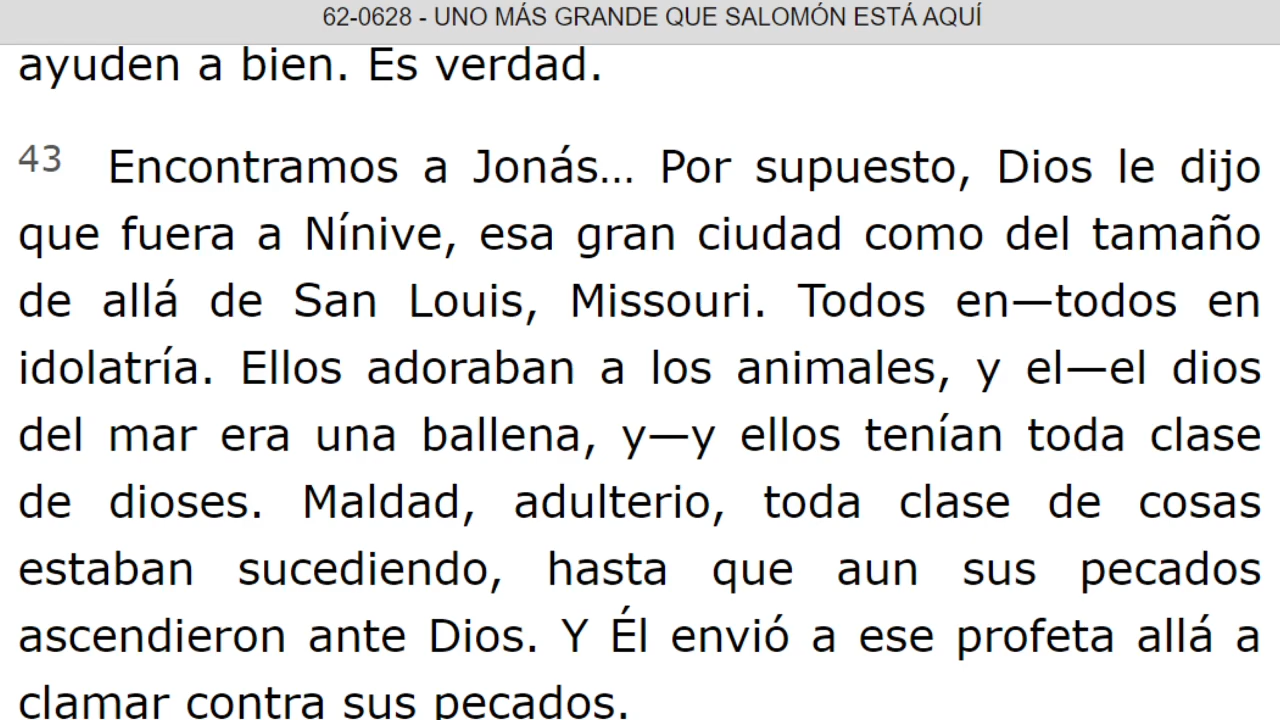 62-0628 - UNO MÁS GRANDE QUE SALOMÓN ESTÁ AQUÍ
ayuden a bien. Es verdad.
43 Encontramos a Jonás... Por supuesto, Dios le dijo
que fuera a Nínive, esa gran ciudad como del tamaño
de allá de San Louis, Missouri. Todos en—todos en
idolatría. Ellos adoraban a los animales, y el—el dios
del mar era una ballena, y—y ellos tenían toda clase
de dioses. Maldad, adulterio, toda clase de cosas
estaban sucediendo, hasta que aun sus pecados
ascendieron ante Dios. Y Él envió a ese profeta allá a
clamar contra sus pecados.